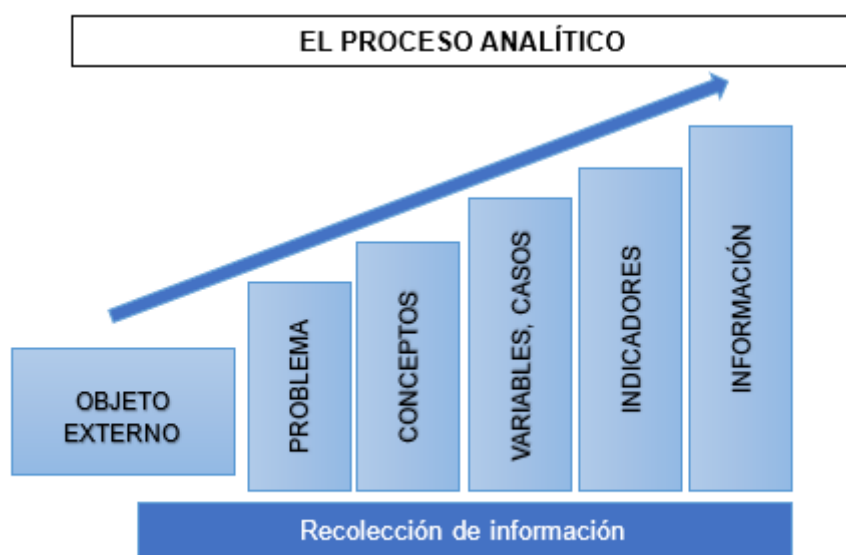 EL PROCESO ANALÍTICO
OBJETO
EXTERNO
PROBLEMA
CONCEPTOS
VARIABLES, CASOS
INDICADORES
INFORMACIÓN
Recolección de información